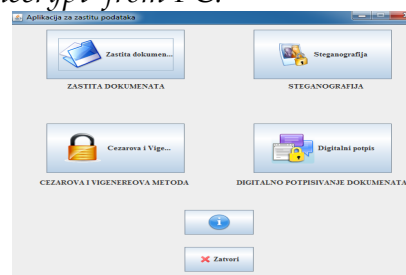 decrypt from PC.
Aplikacija za zastitu podataka
Zastita dokumen...
Steganografija
ZASTITA DOKUMENATA
STEGANOGRAFIJA
Cezarova i Vige...
Digitalni potpis
CEZAROVA I VIGENEREOVA METODA
DIGITALNO POTPISIVANJE DOKUMENATA
Zatvori